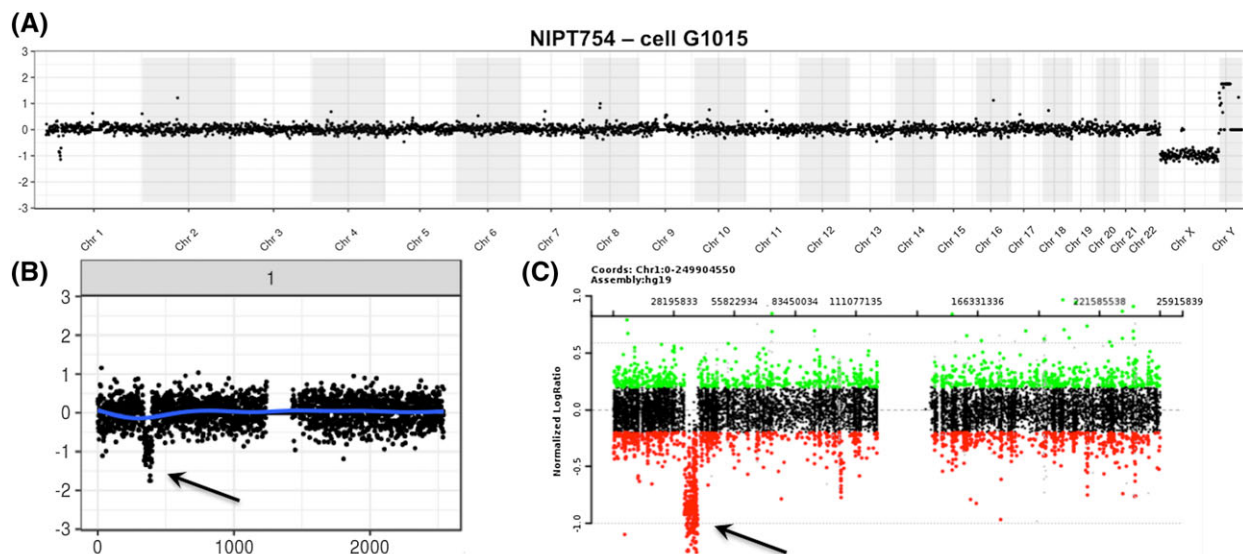 (A)
NIPT754 – cell G1015
3
2
1
0
-1
-2
-3
Chr 1 Chr 2 Chr 3 Chr 4 Chr 5 Chr 6 Chr 7 Chr 8 Chr 9 Chr 10 Chr 11 Chr 12 Chr 13 Chr 14 Chr 15 Chr 16 Chr 17 Chr 18 Chr 19 Chr 20 Chr 21 Chr 22 Chr X Chr Y
(B)
1
3
2
1
0
-1
-2
-3
0 1000 2000
(C)
Coords: Chr1:0-249904550
Assembly:hg19
28195833 55822934 83450034 111077135 166331336 221585538 25915839
Normalized LogRatio
1.0
0.5
0.0
-0.5
-1.0